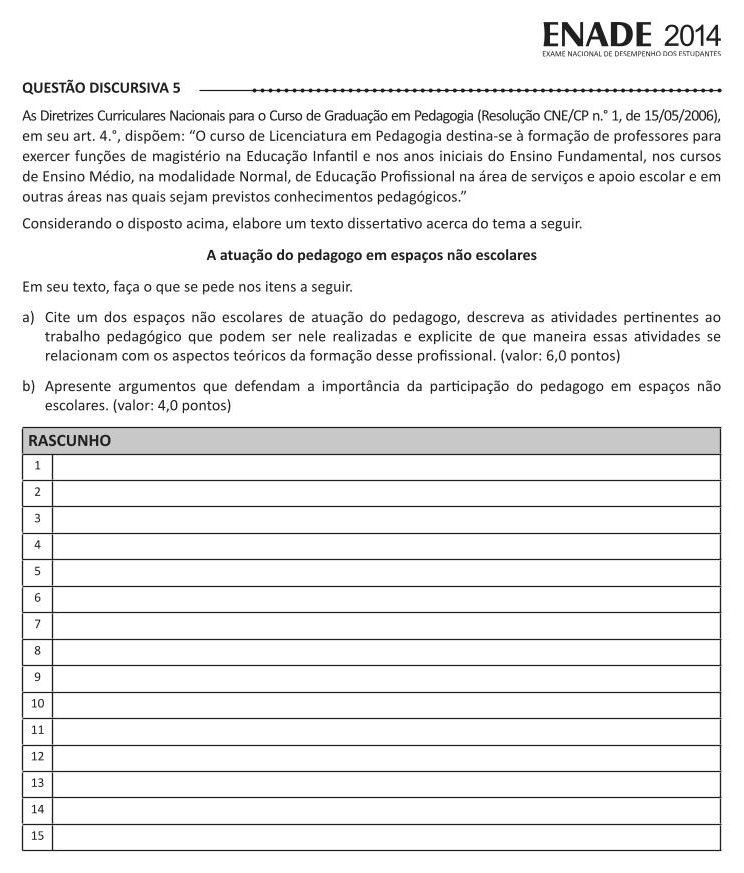 ENADE 2014
EXAME NACIONAL DE DESEMPENHO DOS ESTUDANTES
QUESTÃO DISCURSIVA 5
As Diretrizes Curriculares Nacionais para o Curso de Graduação em Pedagogia (Resolução CNE/CP n.° 1, de 15/05/2006),
em seu art. 4.°, dispõem: “O curso de Licenciatura em Pedagogia destina-se à formação de professores para
exercer funções de magistério na Educação Infantil e nos anos iniciais do Ensino Fundamental, nos cursos
de Ensino Médio, na modalidade Normal, de Educação Profissional na área de serviços e apoio escolar e em
outras áreas nas quais sejam previstos conhecimentos pedagógicos.”
Considerando o disposto acima, elabore um texto dissertativo acerca do tema a seguir.
A atuação do pedagogo em espaços não escolares
Em seu texto, faça o que se pede nos itens a seguir.
a) Cite um dos espaços não escolares de atuação do pedagogo, descreva as atividades pertinentes ao
trabalho pedagógico que podem ser nele realizadas e explicite de que maneira essas atividades se
relacionam com os aspectos teóricos da formação desse profissional. (valor: 6,0 pontos)
b) Apresente argumentos que defendam a importância da participação do pedagogo em espaços não
escolares. (valor: 4,0 pontos)
RASCUNHO
1
2
3
4
5
6
7
8
9
10
11
12
13
14
15